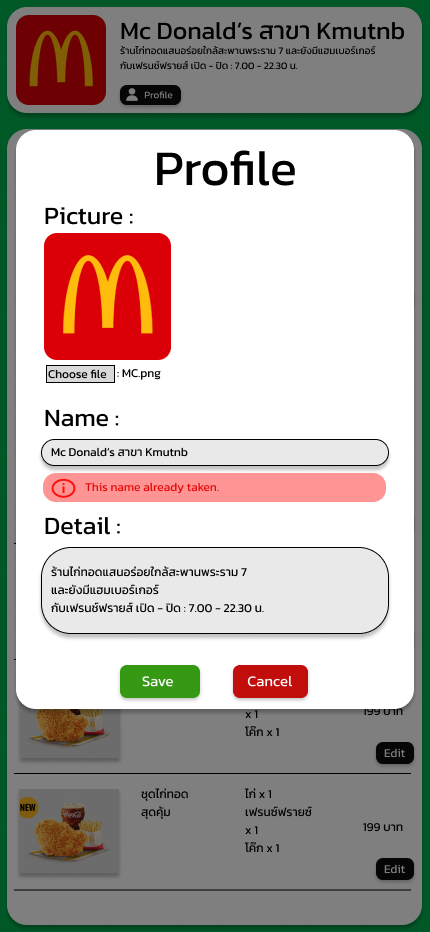 Mc Donald's สาขา Kmutnb
ร้านไก่ทอดแสนอร่อยใกล้สะพานพระราม 7 และยังมีแฮมเบอร์เกอร์
กับเฟรนช์ฟรายส์ เปิด - ปิด : 7.00 - 22.30 น.
Profile
Profile
Picture :
Choose file : MC.png
Name :
Mc Donald's สาขา Kmutnb
This name already taken.
Detail :
ร้านไก่ทอดแสนอร่อยใกล้สะพานพระราม 7
และยังมีแฮมเบอร์เกอร์
กับเฟรนช์ฟรายส์ เปิด - ปิด : 7.00 - 22.30 น.
Save Cancel
x 1 199 บาท
โค๊ก x 1
Edit
NEW ชุดไก่ทอด ไก่ x 1
สุดคุ้ม เฟรนซ์ฟรายซ์
x 1 199 บาท
โค๊ก x 1
Edit